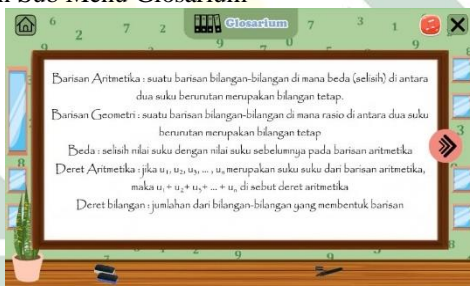 n Sub Menu Glosarium
Glosarium
Barisan Aritmetika : suatu barisan bilangan-bilangan di mana beda (selisih) di antara
dua suku berurutan merupakan bilangan tetap.
Barisan Geometri : suatu barisan bilangan-bilangan di mana rasio di antara dua suku
berurutan merupakan bilangan tetap
Beda : selisih nilai suku dengan nilai suku sebelumnya pada barisan aritmetika
Deret Aritmetika : jika u₁, u₂, u₃, ... , uₙ merupakan suku suku dari barisan aritmetika,
maka u₁ + u₂+ u₃+ ... + uₙ di sebut deret aritmetika
Deret bilangan : jumlahan dari bilangan-bilangan yang membentuk barisan